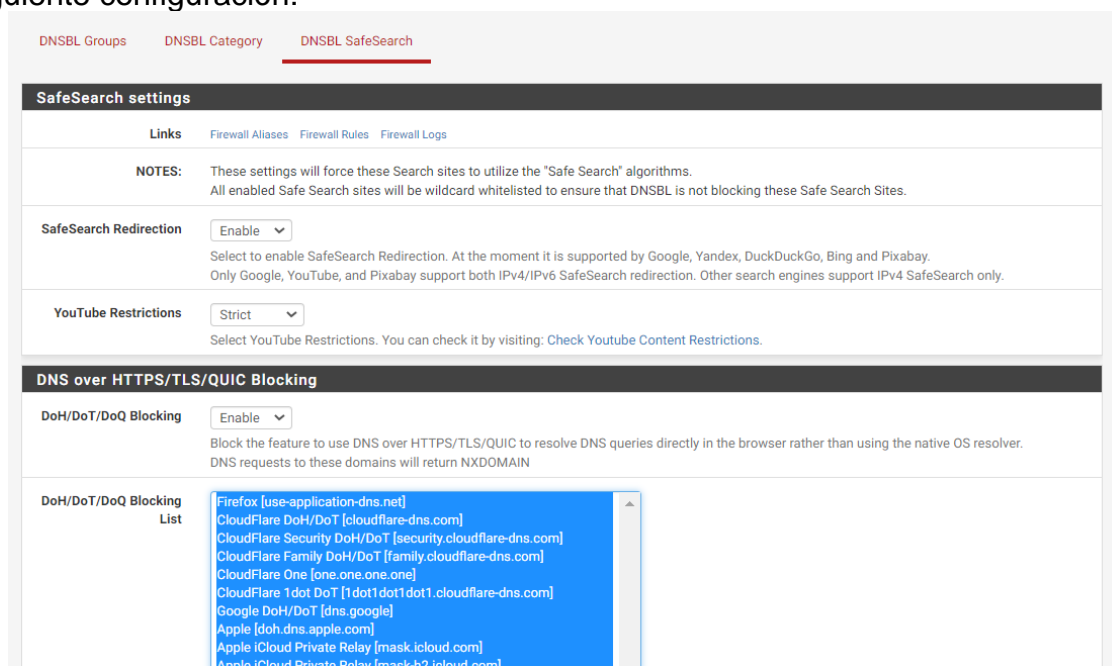 siguiente configuración:
DNSBL Groups DNSBL Category DNSBL SafeSearch
SafeSearch settings
Links Firewall Aliases Firewall Rules Firewall Logs
NOTES: These settings will force these Search sites to utilize the "Safe Search" algorithms.
All enabled Safe Search sites will be wildcard whitelisted to ensure that DNSBL is not blocking these Safe Search Sites.
SafeSearch Redirection Enable
Select to enable SafeSearch Redirection. At the moment it is supported by Google, Yandex, DuckDuckGo, Bing and Pixabay.
Only Google, YouTube, and Pixabay support both IPv4/IPv6 SafeSearch redirection. Other search engines support IPv4 SafeSearch only.
YouTube Restrictions Strict
Select YouTube Restrictions. You can check it by visiting: Check Youtube Content Restrictions.
DNS over HTTPS/TLS/QUIC Blocking
DoH/DoT/DoQ Blocking Enable
Block the feature to use DNS over HTTPS/TLS/QUIC to resolve DNS queries directly in the browser rather than using the native OS resolver.
DNS requests to these domains will return NXDOMAIN
DoH/DoT/DoQ Blocking List
Firefox [use-application-dns.net]
CloudFlare DoH/DoT [cloudflare-dns.com]
CloudFlare Security DoH/DoT [security.cloudflare-dns.com]
CloudFlare Family DoH/DoT [family.cloudflare-dns.com]
CloudFlare One [one.one.one.one]
CloudFlare 1dot DoT [1dot1dot1dot1.cloudflare-dns.com]
Google DoH/DoT [dns.google]
Apple [doh.dns.apple.com]
Apple iCloud Private Relay [mask.icloud.com]
Apple iCloud Private Relay [mask-h2.icloud.com]